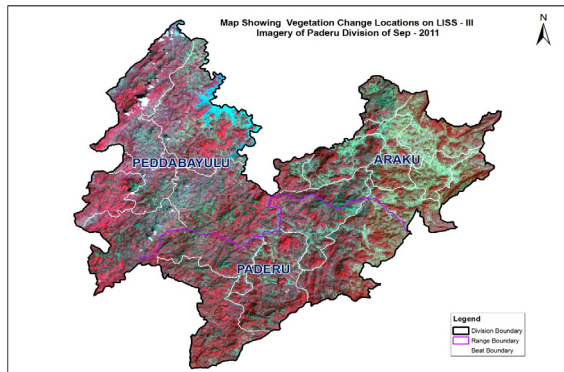 Map Showing Vegetation Change Locations on LISS - III
Imagery of Paderu Division of Sep - 2011
N
PEDDABAYULU
ARAKU
PADERU
Legend
Division Boundary
Range Boundary
Beat Boundary